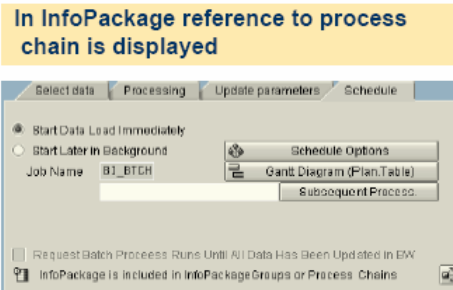 In InfoPackage reference to process
chain is displayed
Select data Processing Update parameters Schedule
Start Data Load Immediately
Start Later in Background Schedule Options
Job Name BI_BTCH Gantt Diagram (Plan.Table)
Subsequent Process.
Request Batch Process Runs Until All Data Has Been Updated in BW
InfoPackage is Included in InfoPackage Groups or Process Chains